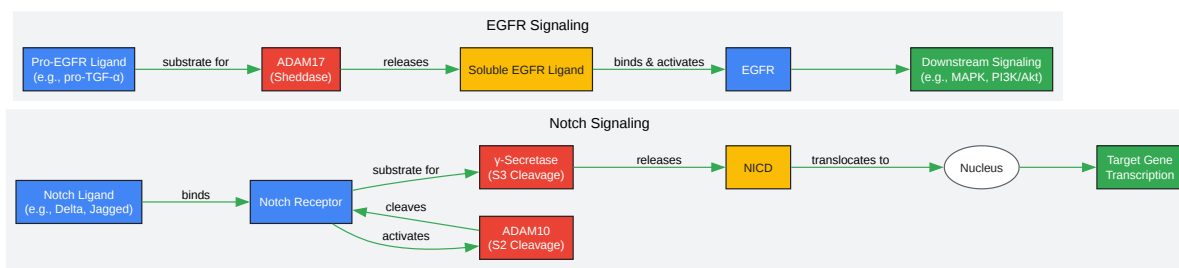 EGFR Signaling
Pro-EGFR Ligand
(e.g., pro-TGF-α)
substrate for
ADAM17
(Sheddase)
releases
Soluble EGFR Ligand
binds & activates
EGFR
Downstream Signaling
(e.g., MAPK, PI3K/Akt)
Notch Signaling
Notch Ligand
(e.g., Delta, Jagged)
binds
Notch Receptor
substrate for
cleaves
activates
γ-Secretase
(S3 Cleavage)
ADAM10
(S2 Cleavage)
releases
NICD
translocates to
Nucleus
Target Gene
Transcription